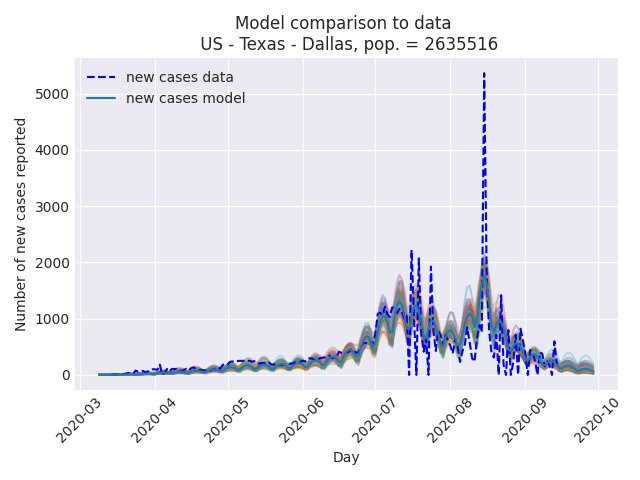 Model comparison to data
US - Texas - Dallas, pop. = 2635516
new cases data
new cases model
Number of new cases reported
5000
4000
3000
2000
1000
0
2020-03
2020-04
2020-05
2020-06
2020-07
2020-08
2020-09
2020-10
Day